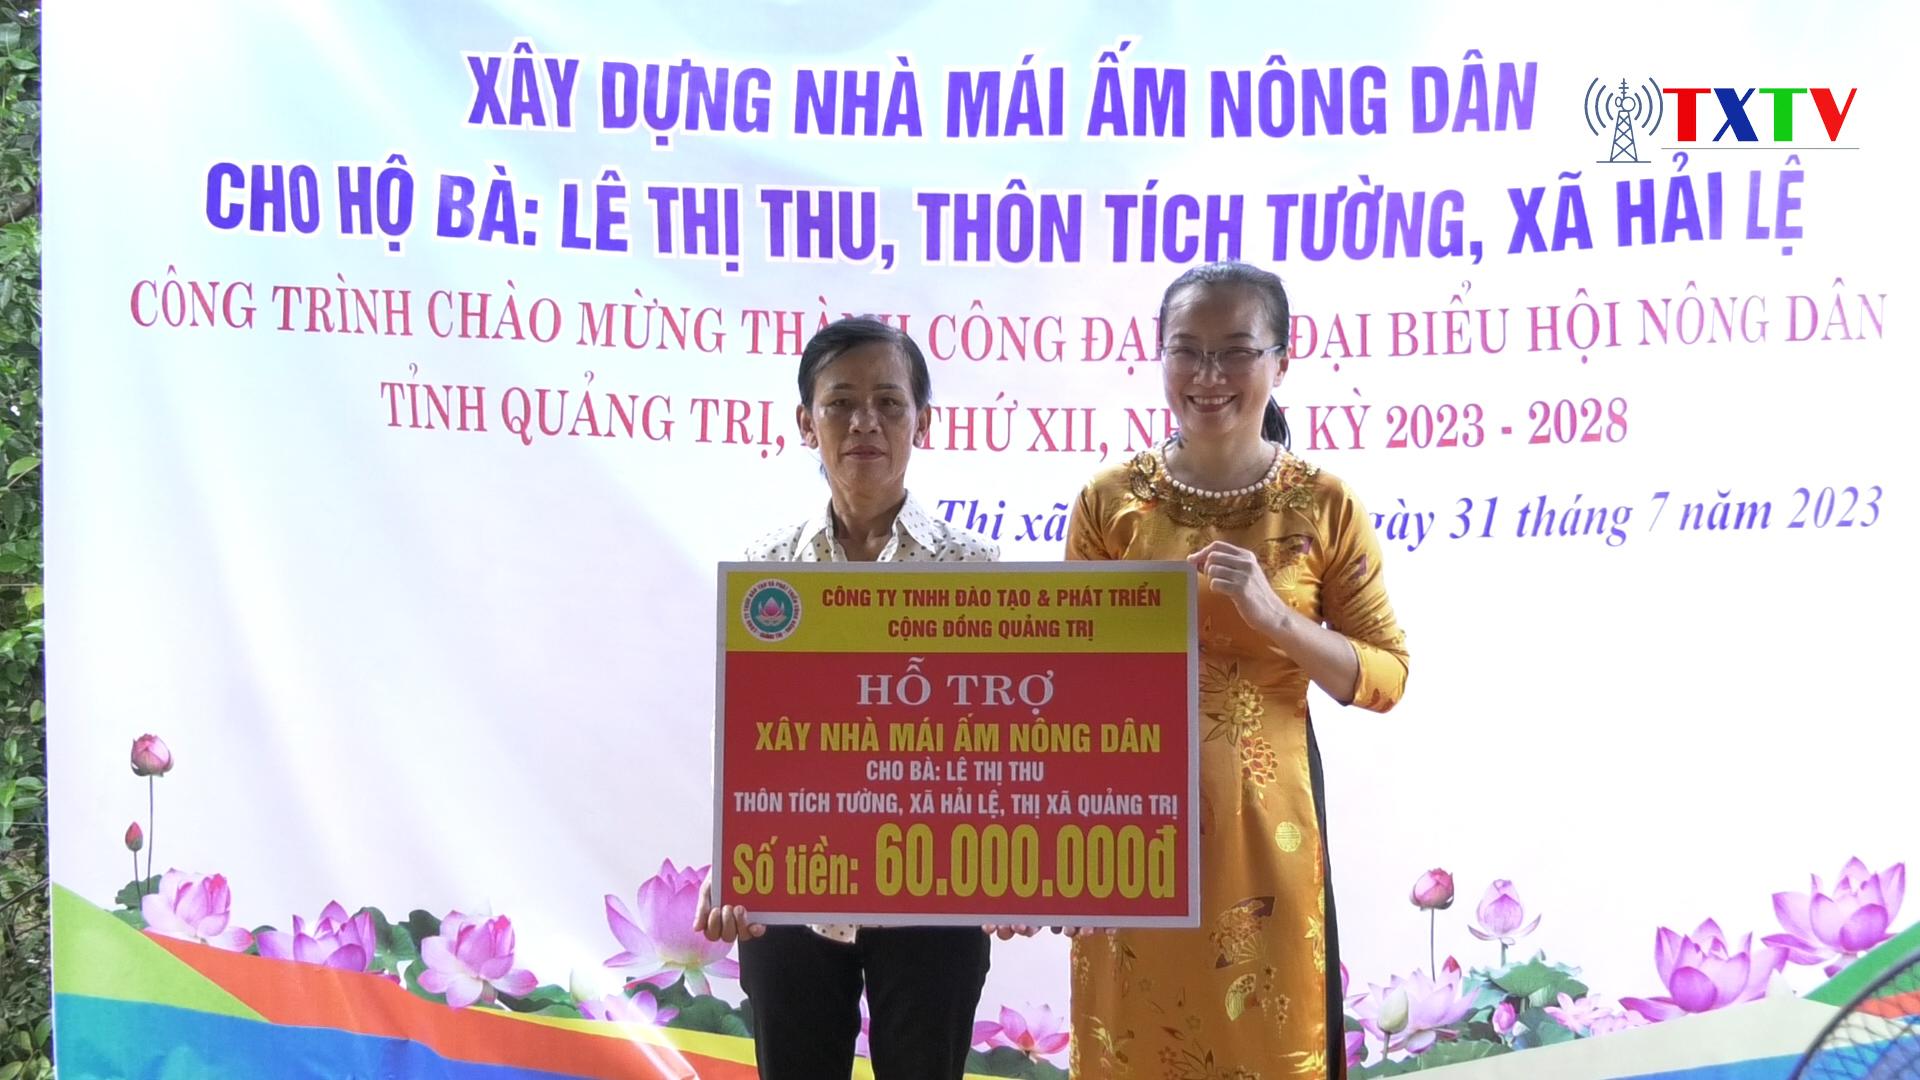 XÂY DỰNG NHÀ MÁI ẤM NÔNG DÂN
TXTV
CHO HỘ BÀ: LÊ THỊ THU, THÔN TÍCH TƯỜNG, XÃ HẢI LỆ
CÔNG TRÌNH CHÀO MỪNG THÀNH CÔNG ĐẠI ĐẠI BIỂU HỘI NÔNG DÂN
TỈNH QUẢNG TRỊ, THỨ XII, KỲ 2023 - 2028
Thị xã 31 tháng 7 năm 2023
CÔNG TY TNHH ĐÀO TẠO & PHÁT TRIỂN
CỘNG ĐỒNG QUẢNG TRỊ
HỖ TRỢ
XÂY NHÀ MÁI ẤM NÔNG DÂN
CHO BÀ: LÊ THỊ THU
THÔN TÍCH TƯỜNG, XÃ HẢI LỆ, THỊ XÃ QUẢNG TRỊ
Số tiền: 60.000.000đ